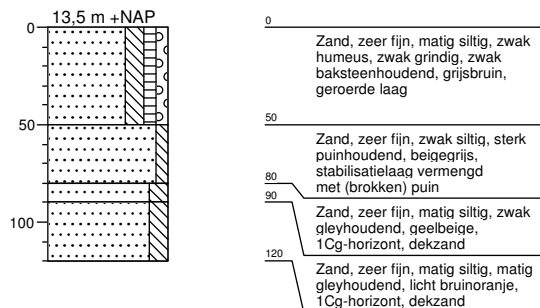 13,5 m +NAP
0
50
100
0
Zand, zeer fijn, matig siltig, zwak
humeus, zwak grindig, zwak
baksteenhoudend, grijsbruin,
geroerde laag
50
Zand, zeer fijn, zwak siltig, sterk
puinhoudend, beigegrijs,
stabilisatielaag vermengd
met (brokken) puin
80
90
Zand, zeer fijn, matig siltig, zwak
gleyhoudend, geelbeige,
1Cg-horizont, dekzand
120
Zand, zeer fijn, matig siltig, matig
gleyhoudend, licht bruinoranje,
1Cg-horizont, dekzand